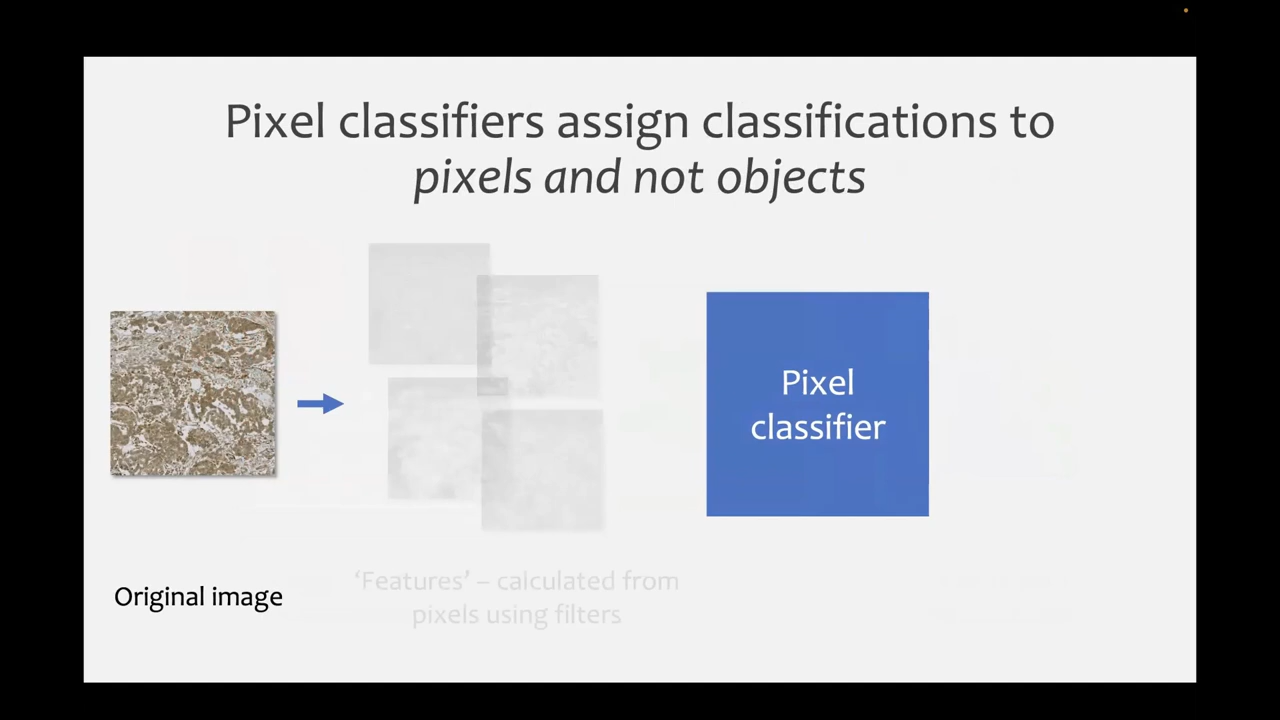 Pixel classifiers assign classifications to
pixels and not objects
Pixel
classifier
Original image
‘Features’ – calculated from
pixels using filters